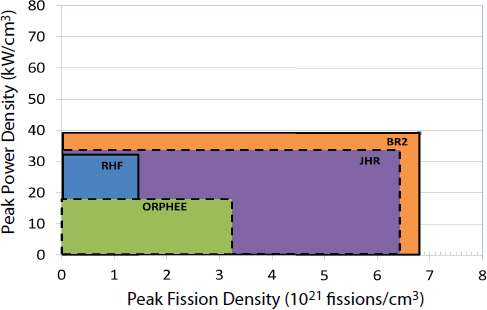 Peak Power Density (kW/cm³)
80
70
60
50
40
30
20
10
0
BR2
JHR
RHF
ORPHEE
0 1 2 3 4 5 6 7 8
Peak Fission Density (10²¹ fissions/cm³)